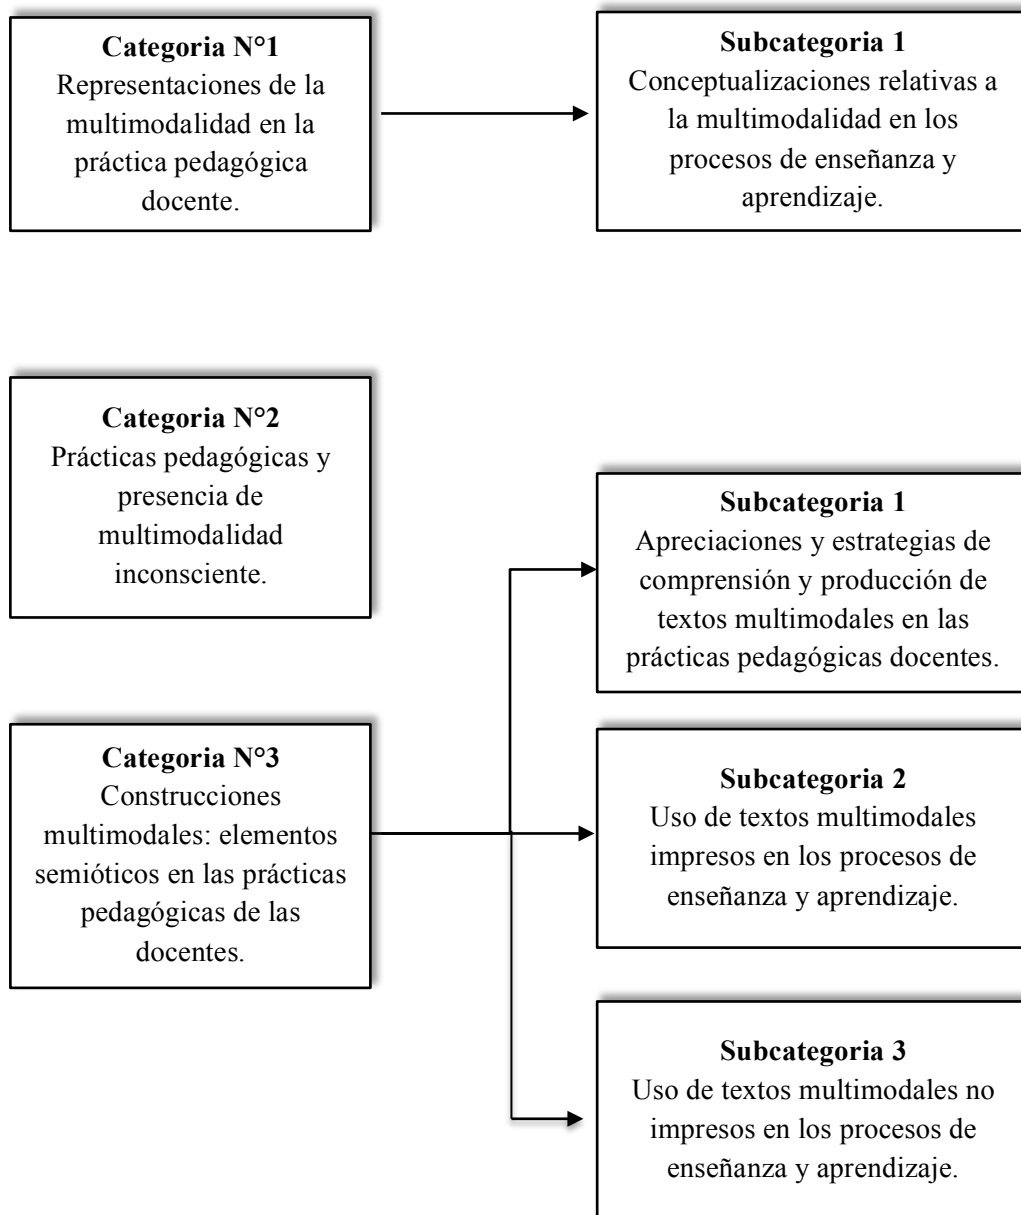 Categoria N°1
Representaciones de la
multimodalidad en la
práctica pedagógica
docente.
Subcategoria 1
Conceptualizaciones relativas a
la multimodalidad en los
procesos de enseñanza y
aprendizaje.
Categoria N°2
Prácticas pedagógicas y
presencia de
multimodalidad
inconsciente.
Subcategoria 1
Apreciaciones y estrategias de
comprensión y producción de
textos multimodales en las
prácticas pedagógicas docentes.
Categoria N°3
Construcciones
multimodales: elementos
semióticos en las prácticas
pedagógicas de las
docentes.
Subcategoria 2
Uso de textos multimodales
impresos en los procesos de
enseñanza y aprendizaje.
Subcategoria 3
Uso de textos multimodales no
impresos en los procesos de
enseñanza y aprendizaje.